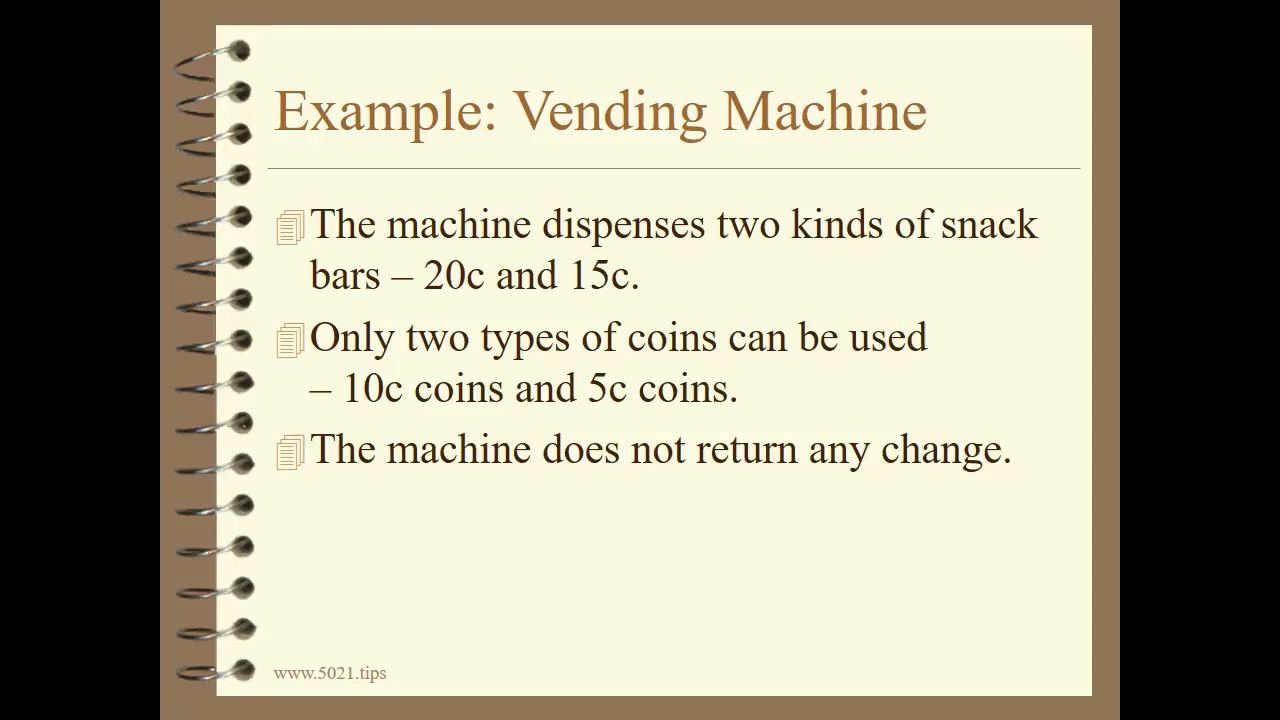 Example: Vending Machine
The machine dispenses two kinds of snack
bars – 20c and 15c.
Only two types of coins can be used
– 10c coins and 5c coins.
The machine does not return any change.
www.5021.tips